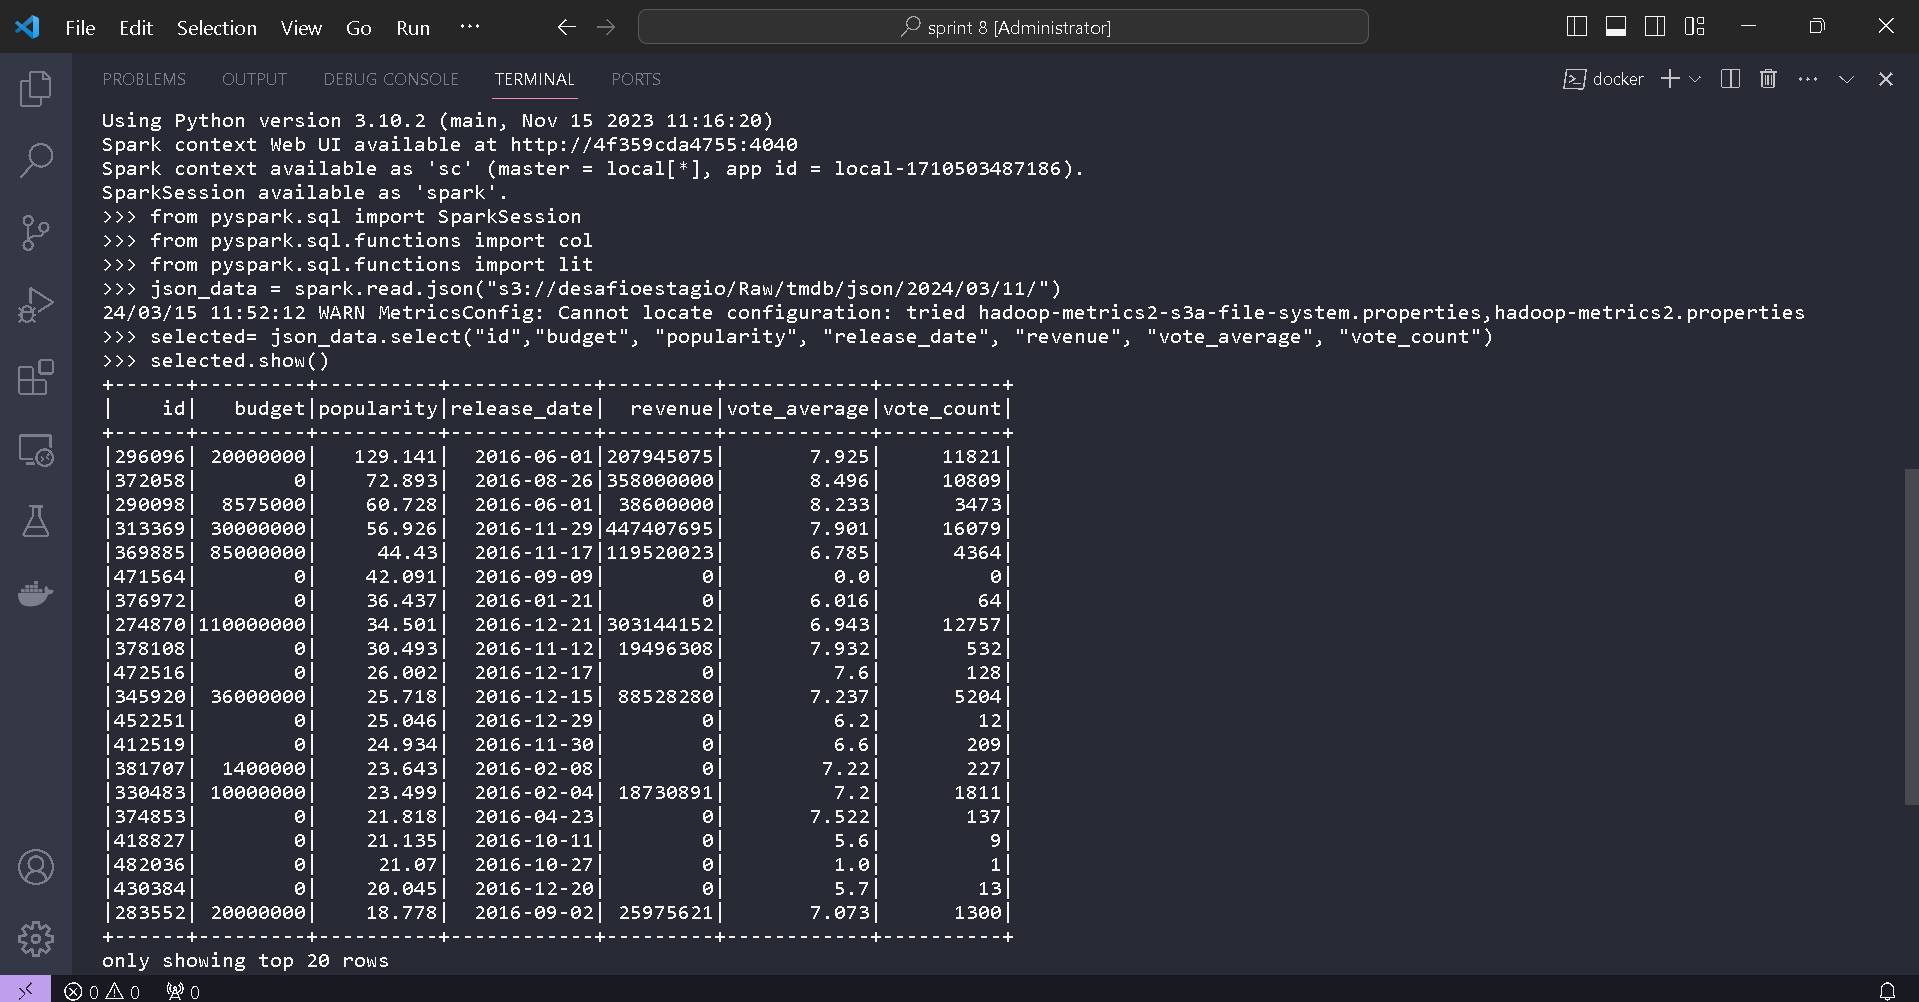 File Edit Selection View Go Run ··· sprint 8 [Administrator]
PROBLEMS OUTPUT DEBUG CONSOLE TERMINAL PORTS docker
Using Python version 3.10.2 (main, Nov 15 2023 11:16:20)
Spark context Web UI available at http://4f359cda4755:4040
Spark context available as 'sc' (master = local[*], app id = local-1710503487186).
SparkSession available as 'spark'.
>>> from pyspark.sql import SparkSession
>>> from pyspark.sql.functions import col
>>> from pyspark.sql.functions import lit
>>> json_data = spark.read.json("s3://desafioestagio/Raw/tmdb/json/2024/03/11/")
24/03/15 11:52:12 WARN MetricsConfig: Cannot locate configuration: tried hadoop-metrics2-s3a-file-system.properties,hadoop-metrics2.properties
>>> selected= json_data.select("id","budget", "popularity", "release_date", "revenue", "vote_average", "vote_count")
>>> selected.show()
+------+---------+----------+------------+---------+------------+----------+
|    id|   budget|popularity|release_date|  revenue|vote_average|vote_count|
+------+---------+----------+------------+---------+------------+----------+
|296096| 20000000|   129.141|  2016-06-01|207945075|       7.925|     11821|
|372058|        0|    72.893|  2016-08-26|358000000|       8.496|     10809|
|290098|  8575000|    60.728|  2016-06-01| 38600000|       8.233|      3473|
|313369| 30000000|    56.926|  2016-11-29|447407695|       7.901|     16079|
|369885| 85000000|     44.43|  2016-11-17|119520023|       6.785|      4364|
|471564|        0|    42.091|  2016-09-09|        0|         0.0|         0|
|376972|        0|    36.437|  2016-01-21|        0|       6.016|        64|
|274870|110000000|    34.501|  2016-12-21|303144152|       6.943|     12757|
|378108|        0|    30.493|  2016-11-12| 19496308|       7.932|       532|
|472516|        0|    26.002|  2016-12-17|        0|         7.6|       128|
|345920| 36000000|    25.718|  2016-12-15| 88528280|       7.237|      5204|
|452251|        0|    25.046|  2016-12-29|        0|         6.2|        12|
|412519|        0|    24.934|  2016-11-30|        0|         6.6|       209|
|381707|  1400000|    23.643|  2016-02-08|        0|        7.22|       227|
|330483| 10000000|    23.499|  2016-02-04| 18730891|         7.2|      1811|
|374853|        0|    21.818|  2016-04-23|        0|       7.522|       137|
|418827|        0|    21.135|  2016-10-11|        0|         5.6|         9|
|482036|        0|     21.07|  2016-10-27|        0|         1.0|         1|
|430384|        0|    20.045|  2016-12-20|        0|         5.7|        13|
|283552| 20000000|    18.778|  2016-09-02| 25975621|       7.073|      1300|
+------+---------+----------+------------+---------+------------+----------+
only showing top 20 rows
0 0 0